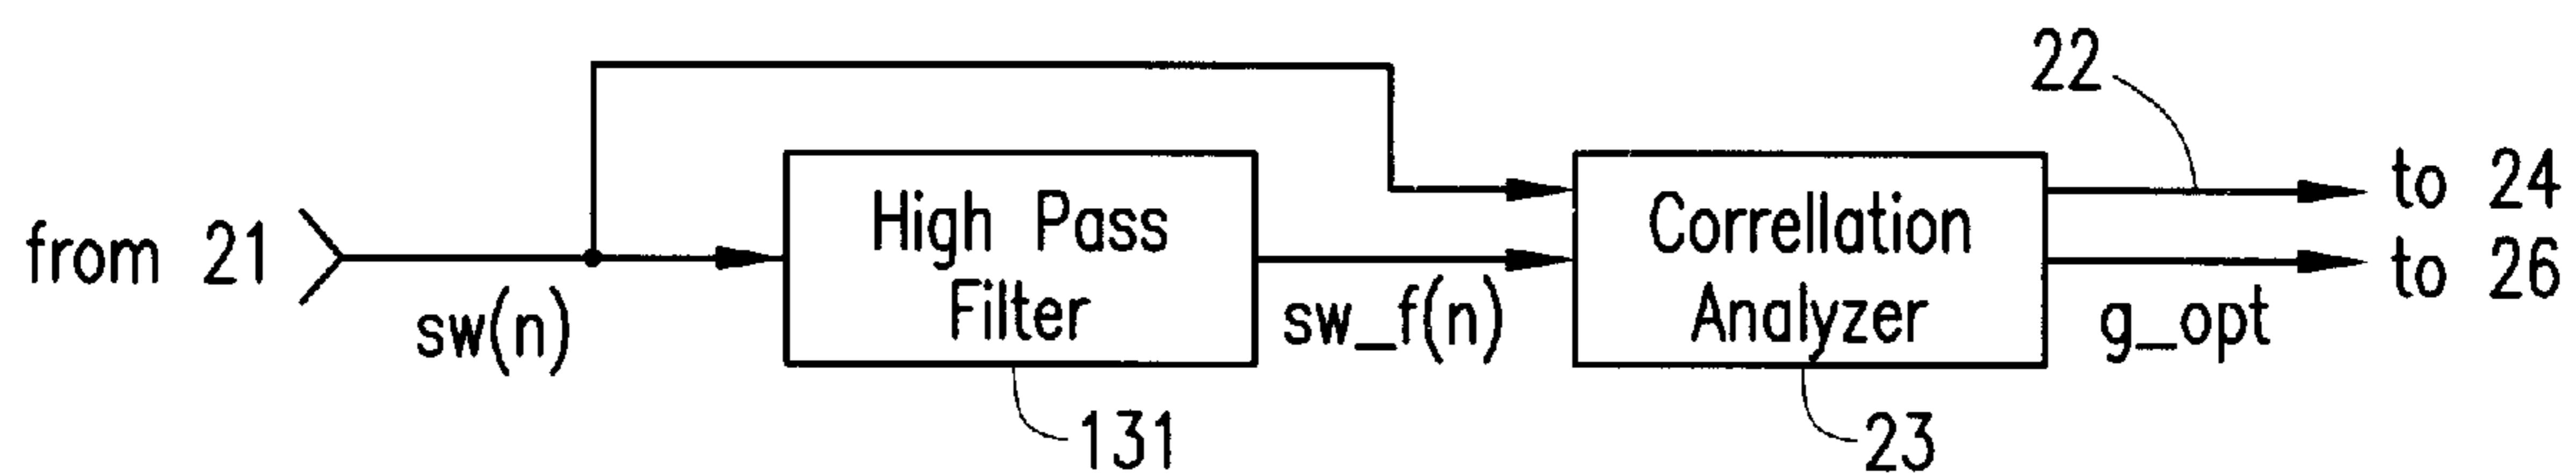 22
from 21
sw(n)
High Pass
Filter
131
sw_f(n)
Correllation
Analyzer
23
to 24
to 26
g_opt